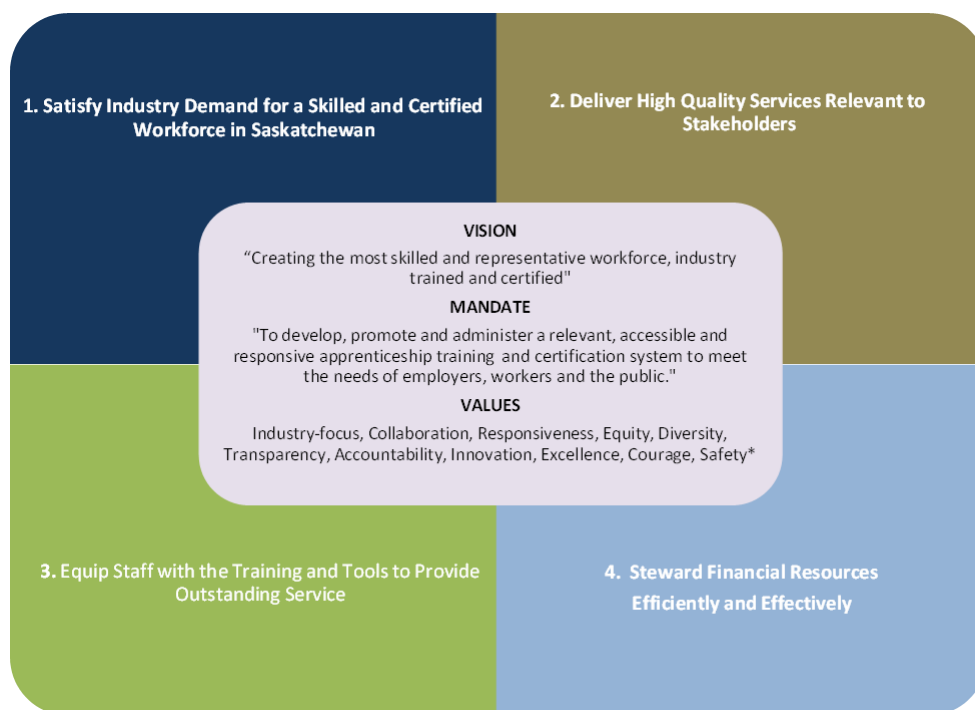 1. Satisfy Industry Demand for a Skilled and Certified
Workforce in Saskatchewan
2. Deliver High Quality Services Relevant to
Stakeholders
VISION
“Creating the most skilled and representative workforce, industry
trained and certified"
MANDATE
"To develop, promote and administer a relevant, accessible and
responsive apprenticeship training and certification system to meet
the needs of employers, workers and the public."
VALUES
Industry-focus, Collaboration, Responsiveness, Equity, Diversity,
Transparency, Accountability, Innovation, Excellence, Courage, Safety*
3. Equip Staff with the Training and Tools to Provide
Outstanding Service
4. Steward Financial Resources
Efficiently and Effectively